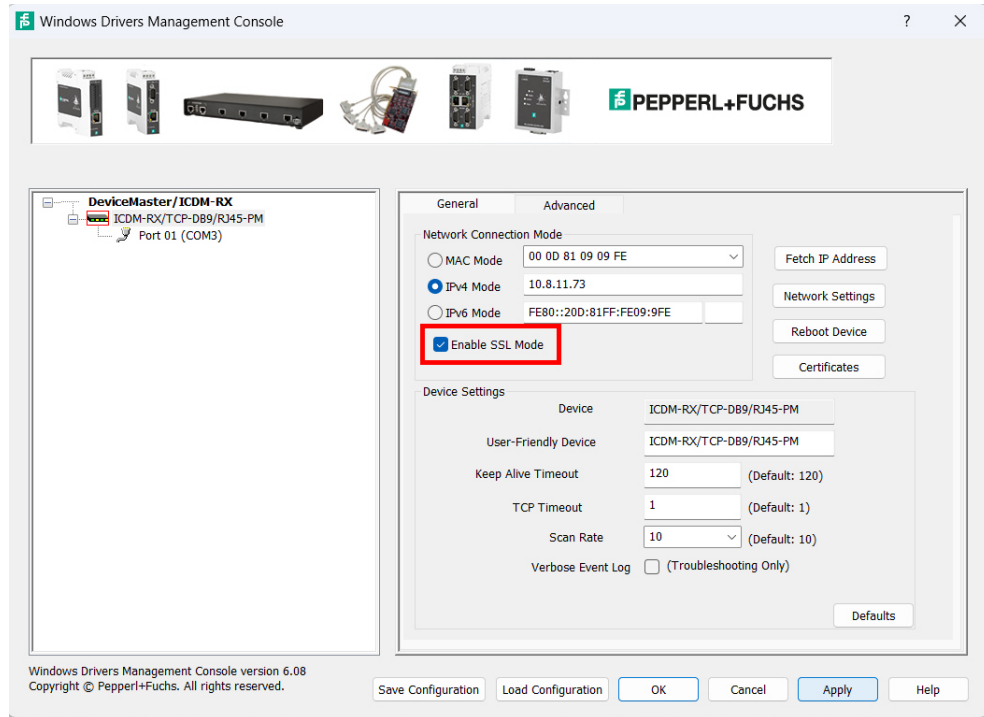 Windows Drivers Management Console
PEPPERL+FUCHS
DeviceMaster/ICDM-RX
ICDM-RX/TCP-DB9/RJ45-PM
Port 01 (COM3)
General Advanced
Network Connection Mode
MAC Mode 00 0D 81 09 09 FE Fetch IP Address
IPv4 Mode 10.8.11.73 Network Settings
IPv6 Mode FE80::20D:81FF:FE09:9FE Reboot Device
Enable SSL Mode
Certificates
Device Settings
Device ICDM-RX/TCP-DB9/RJ45-PM
User-Friendly Device ICDM-RX/TCP-DB9/RJ45-PM
Keep Alive Timeout 120 (Default: 120)
TCP Timeout 1 (Default: 1)
Scan Rate 10 (Default: 10)
Verbose Event Log (Troubleshooting Only)
Defaults
Windows Drivers Management Console version 6.08
Copyright © Pepperl+Fuchs. All rights reserved.
Save Configuration Load Configuration OK Cancel Apply Help